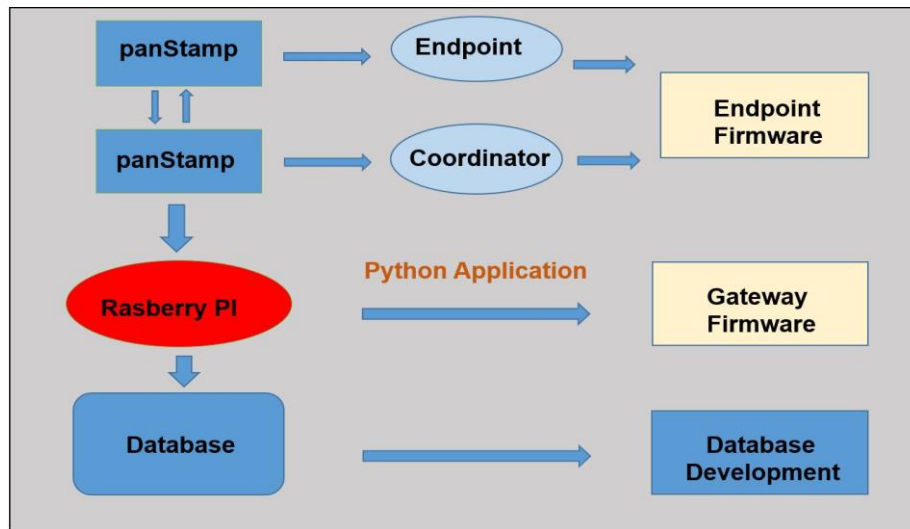 panStamp
Endpoint
Endpoint
Firmware
panStamp
Coordinator
Rasberry PI
Python Application
Gateway
Firmware
Database
Database
Development